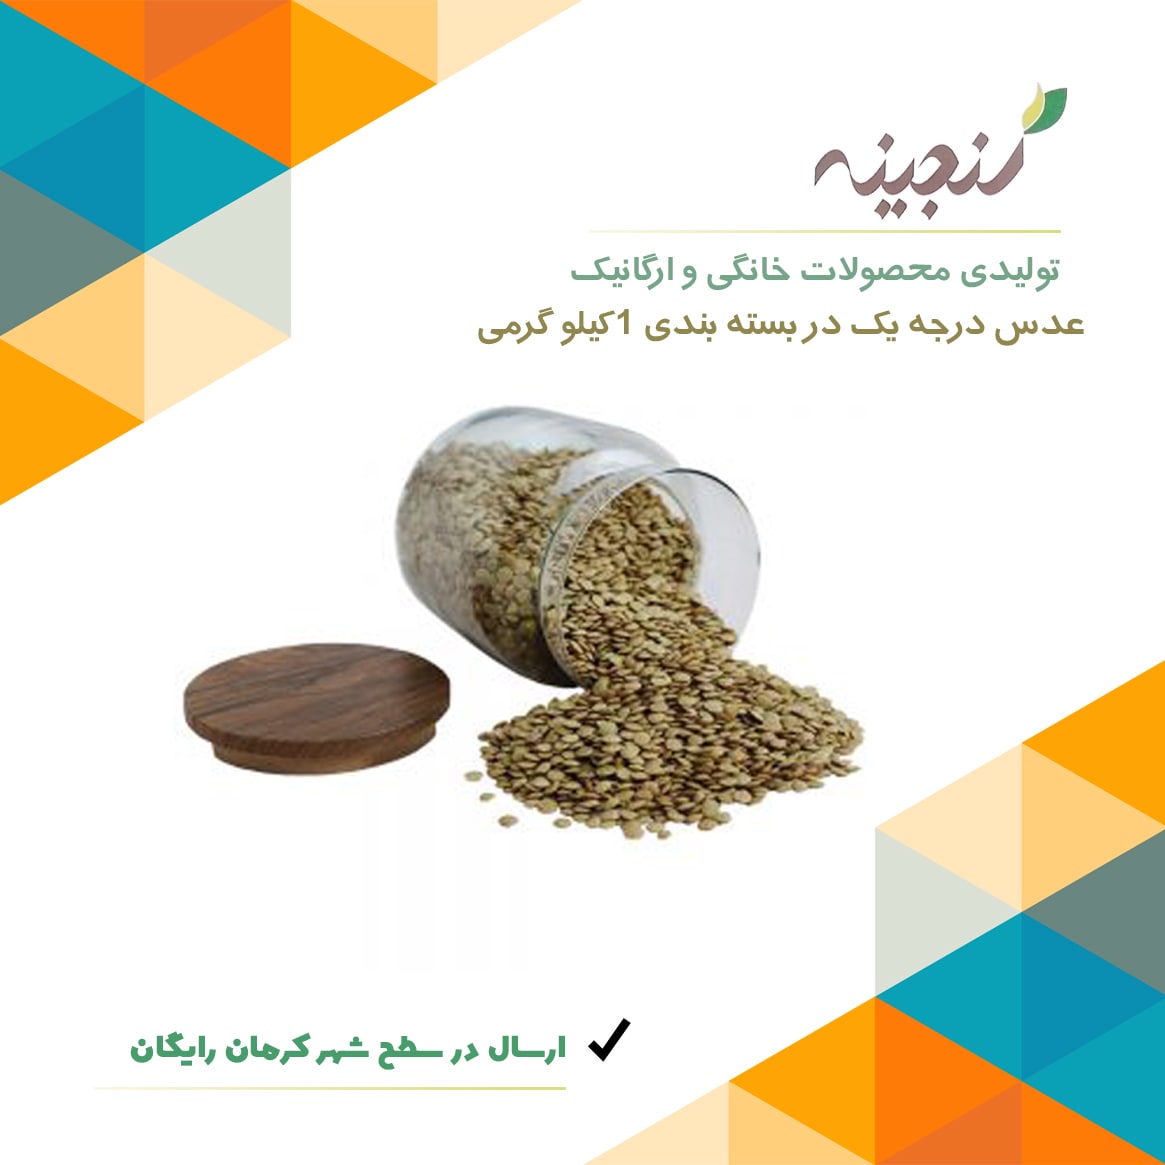 گنجینه
تولیدی محصولات خانگی و ارگانیک
عدس درجه یک در بسته بندی 1کیلو گرمی
ارسال در سطح شهر کرمان رایگان